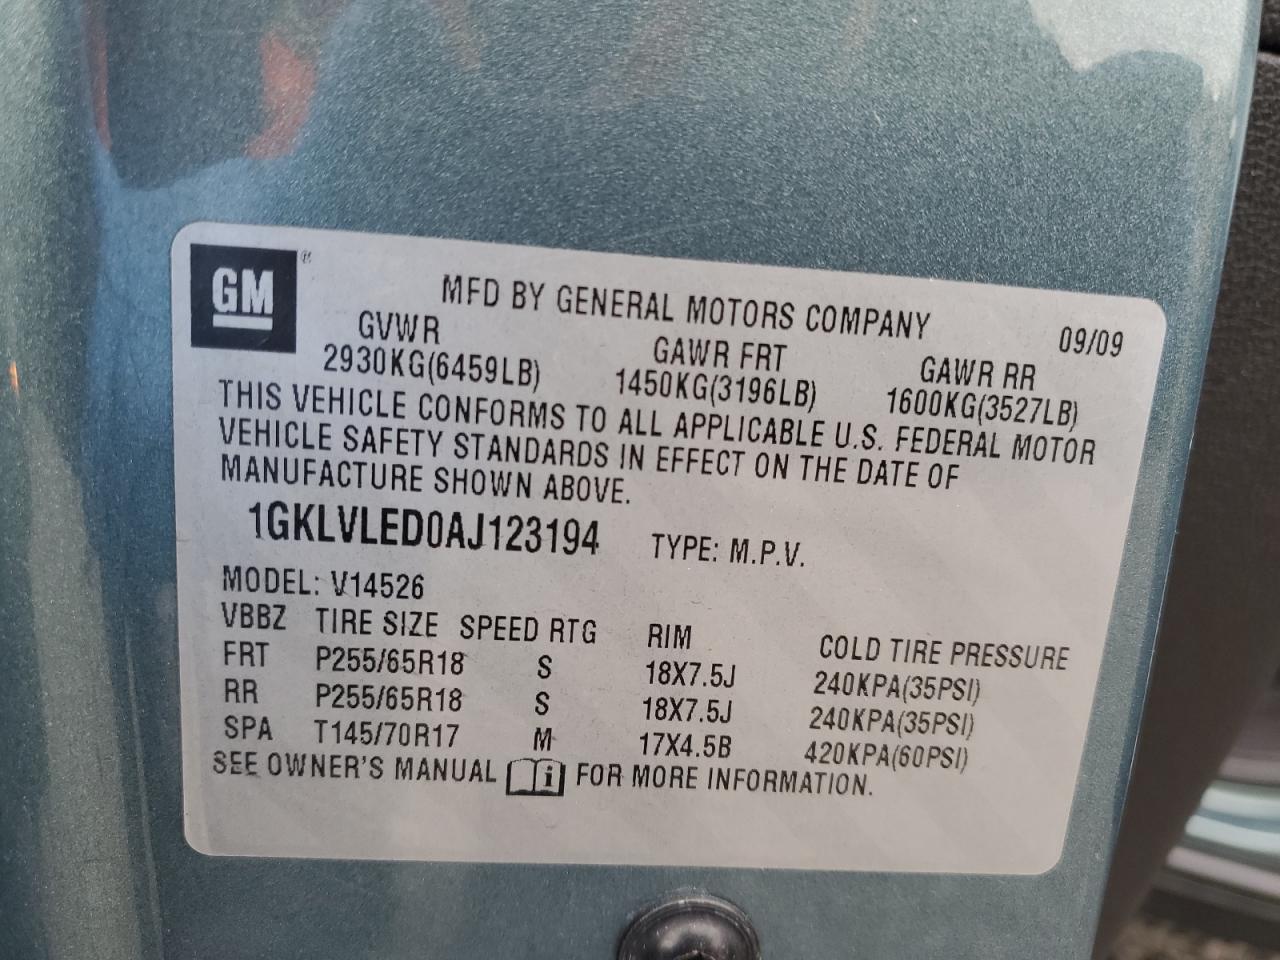 GM ®
MFD BY GENERAL MOTORS COMPANY 09/09
GVWR GAWR FRT GAWR RR
2930KG(6459LB) 1450KG(3196LB) 1600KG(3527LB)
THIS VEHICLE CONFORMS TO ALL APPLICABLE U.S. FEDERAL MOTOR
VEHICLE SAFETY STANDARDS IN EFFECT ON THE DATE OF
MANUFACTURE SHOWN ABOVE.
1GKLVLED0AJ123194 TYPE: M.P.V.
MODEL: V14526
VBBZ TIRE SIZE SPEED RTG RIM COLD TIRE PRESSURE
FRT P255/65R18 S 18X7.5J 240KPA(35PSI)
RR P255/65R18 S 18X7.5J 240KPA(35PSI)
SPA T145/70R17 M 17X4.5B 420KPA(60PSI)
SEE OWNER'S MANUAL i FOR MORE INFORMATION.